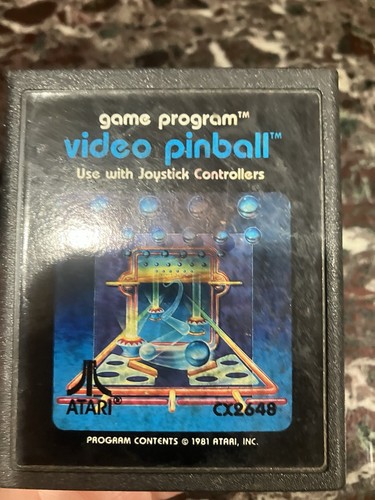 game program™
video pinball™
Use with Joystick Controllers
ATARI® CX2648
PROGRAM CONTENTS © 1981 ATARI, INC.